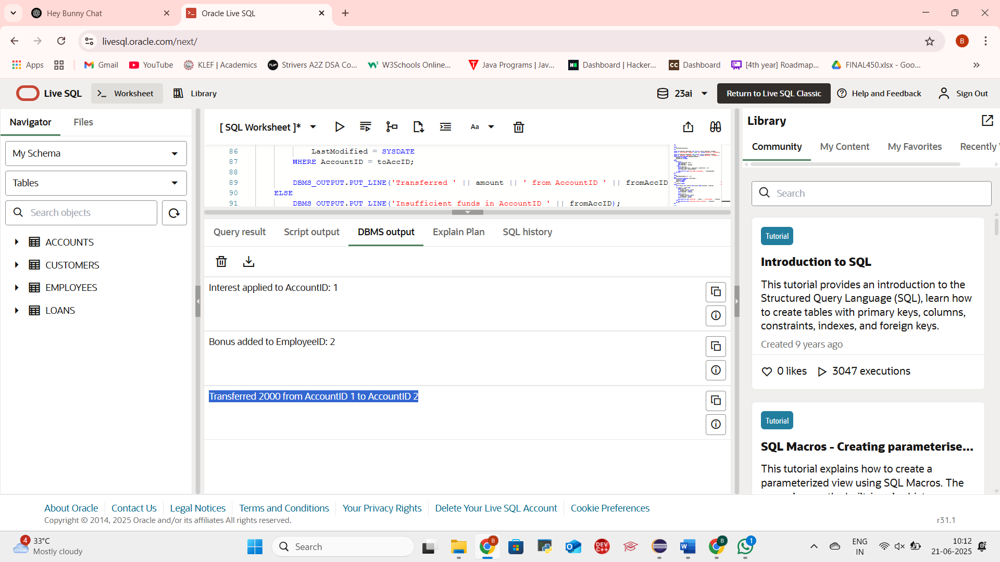 Hey Bunny Chat
Oracle Live SQL
livesql.oracle.com/next/
B
Apps
Gmail
YouTube
KLEF | Academics
Strivers A2Z DSA Co...
W3Schools Online...
Java Programs | Jav...
Dashboard | Hacker...
Dashboard
[4th year] Roadmap...
FINAL450.xlsx - Goo...
Live SQL
Worksheet
Library
23ai
Return to Live SQL Classic
Help and Feedback
Sign Out
Navigator
Files
My Schema
Tables
Search objects
ACCOUNTS
CUSTOMERS
EMPLOYEES
LOANS
[ SQL Worksheet ]*
Aa
86 LastModified = SYSDATE
87 WHERE AccountID = toAccID;
88
89 DBMS_OUTPUT.PUT_LINE('Transferred ' || amount || ' from AccountID ' || fromAccID
90 ELSE
91 DBMS_OUTPUT.PUT_LINE('Insufficient funds in AccountID ' || fromAccID);
Query result
Script output
DBMS output
Explain Plan
SQL history
Interest applied to AccountID: 1
Bonus added to EmployeeID: 2
Transferred 2000 from AccountID 1 to AccountID 2
Library
Community
My Content
My Favorites
Recently
Search
Tutorial
Introduction to SQL
This tutorial provides an introduction to the
Structured Query Language (SQL), learn how
to create tables with primary keys, columns,
constraints, indexes, and foreign keys.
Created 9 years ago
0 likes
3047 executions
Tutorial
SQL Macros - Creating parameterise...
This tutorial explains how to create a
parameterized view using SQL Macros. The
About Oracle
Contact Us
Legal Notices
Terms and Conditions
Your Privacy Rights
Delete Your Live SQL Account
Cookie Preferences
Copyright © 2014, 2025 Oracle and/or its affiliates All rights reserved.
r31.1
4
33°C
Mostly cloudy
Search
B
DEV C++
B
1
ENG
IN
10:12
21-06-2025